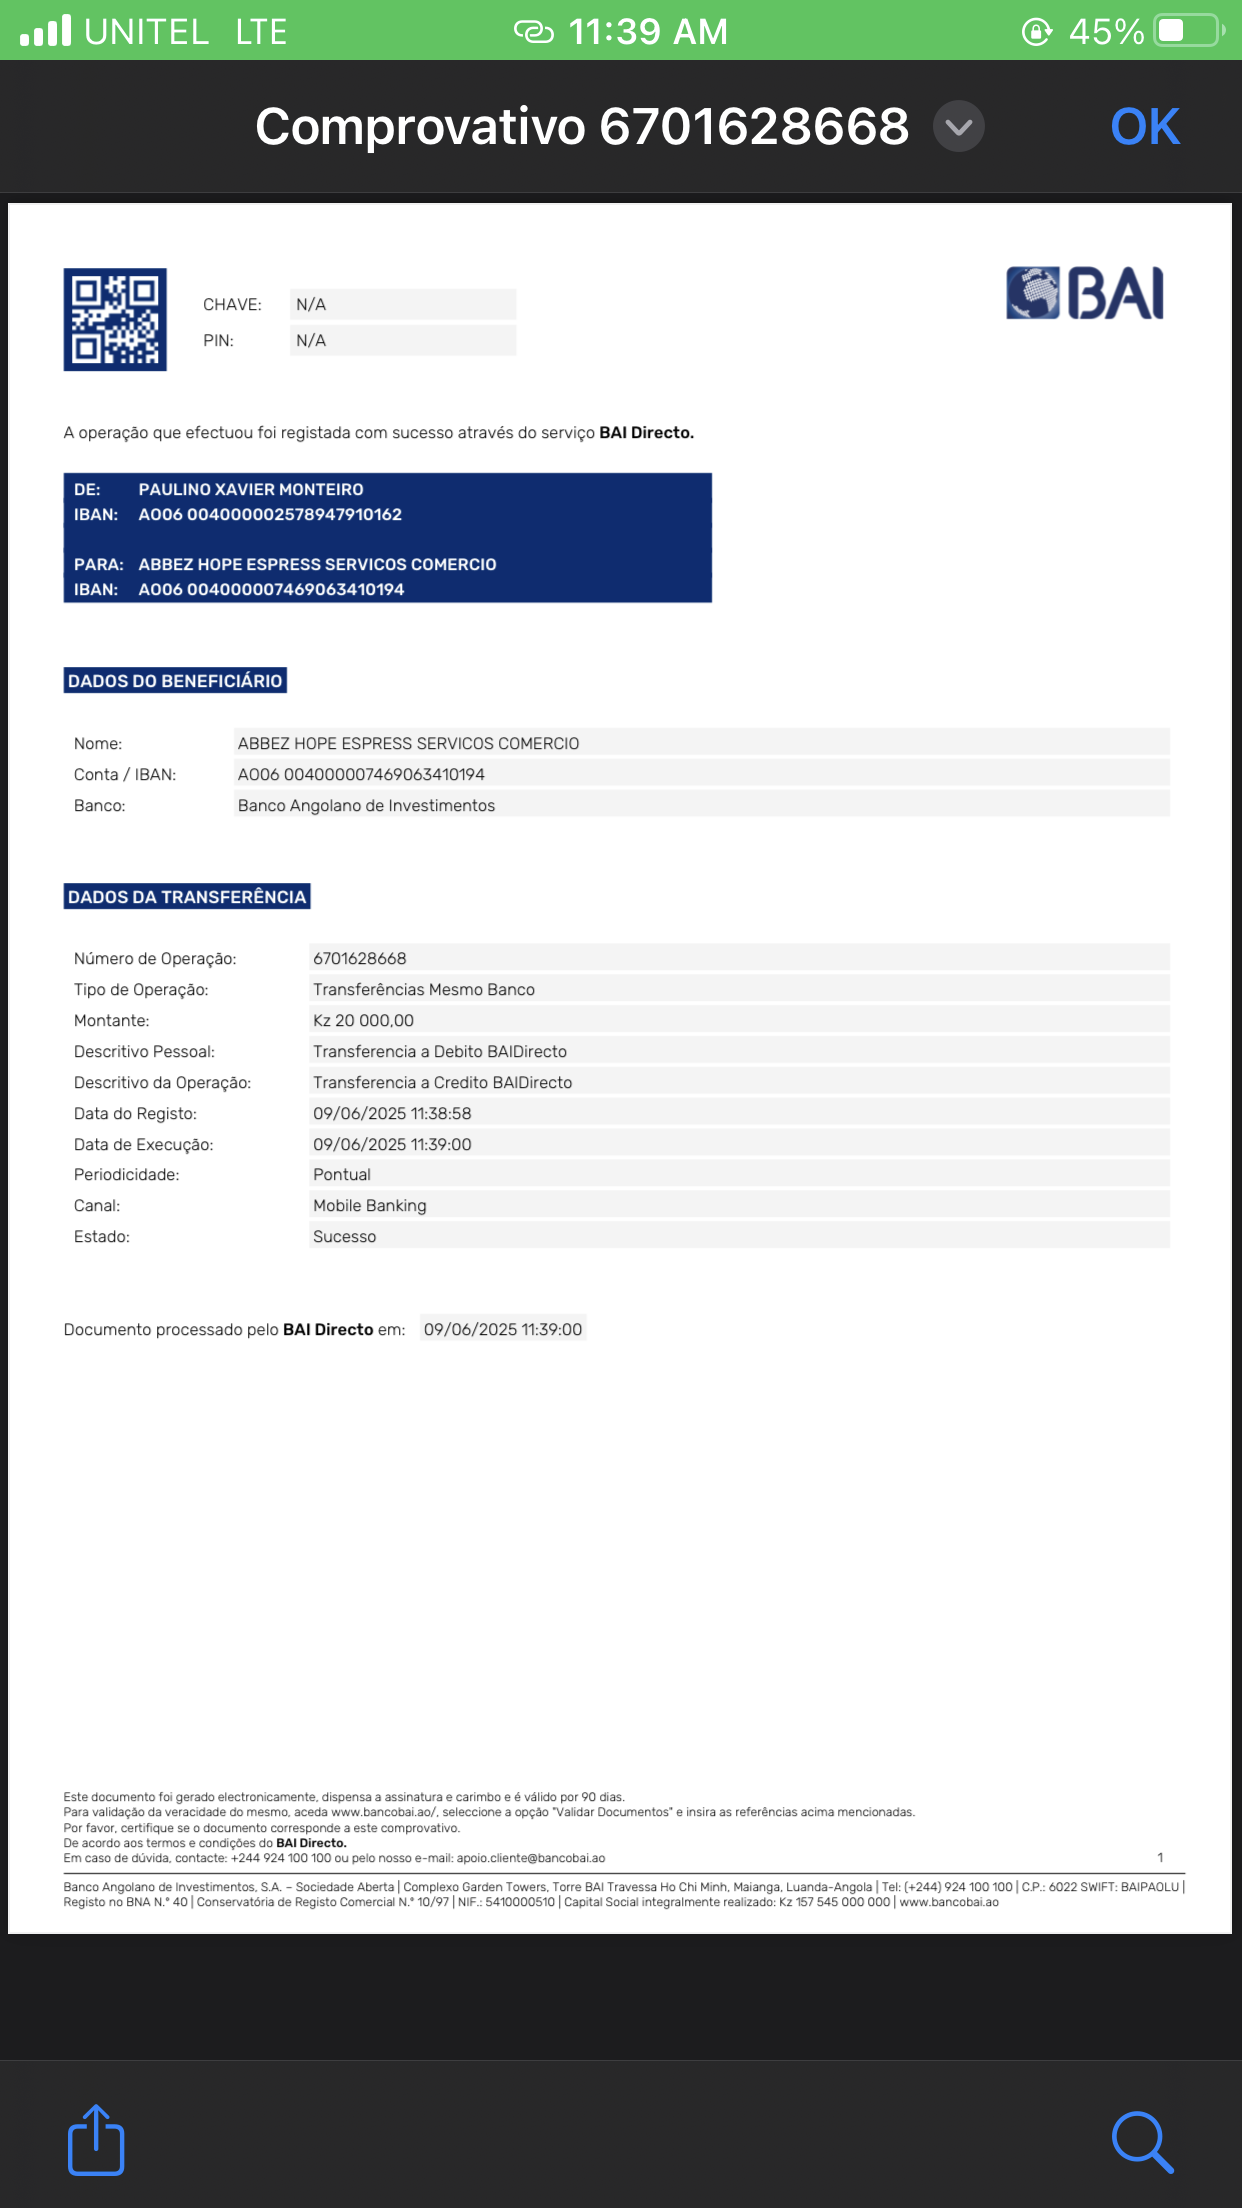 UNITEL LTE 11:39 AM 45%
Comprovativo 6701628668 OK
CHAVE: N/A
PIN: N/A
BAI
A operação que efectuou foi registada com sucesso através do serviço BAI Directo.
DE: PAULINO XAVIER MONTEIRO
IBAN: AO06 004000002578947910162
PARA: ABBEZ HOPE ESPRESS SERVICOS COMERCIO
IBAN: AO06 004000007469063410194
DADOS DO BENEFICIÁRIO
Nome: ABBEZ HOPE ESPRESS SERVICOS COMERCIO
Conta / IBAN: AO06 004000007469063410194
Banco: Banco Angolano de Investimentos
DADOS DA TRANSFERÊNCIA
Número de Operação: 6701628668
Tipo de Operação: Transferências Mesmo Banco
Montante: Kz 20 000,00
Descritivo Pessoal: Transferencia a Debito BAIDirecto
Descritivo da Operação: Transferencia a Credito BAIDirecto
Data do Registo: 09/06/2025 11:38:58
Data de Execução: 09/06/2025 11:39:00
Periodicidade: Pontual
Canal: Mobile Banking
Estado: Sucesso
Documento processado pelo BAI Directo em: 09/06/2025 11:39:00
Este documento foi gerado electronicamente, dispensa a assinatura e carimbo e é válido por 90 dias.
Para validação da veracidade do mesmo, aceda www.bancobai.ao/, seleccione a opção "Validar Documentos" e insira as referências acima mencionadas.
Por favor, certifique se o documento corresponde a este comprovativo.
De acordo aos termos e condições do BAI Directo.
Em caso de dúvida, contacte: +244 924 100 100 ou pelo nosso e-mail: apoio.cliente@bancobai.ao 1
Banco Angolano de Investimentos, S.A. – Sociedade Aberta | Complexo Garden Towers, Torre BAI Travessa Ho Chi Minh, Maianga, Luanda-Angola | Tel: (+244) 924 100 100 | C.P.: 6022 SWIFT: BAIPAOLU |
Registo no BNA N.º 40 | Conservatória de Registo Comercial N.º 10/97 | NIF.: 5410000510 | Capital Social integralmente realizado: Kz 157 545 000 000 | www.bancobai.ao